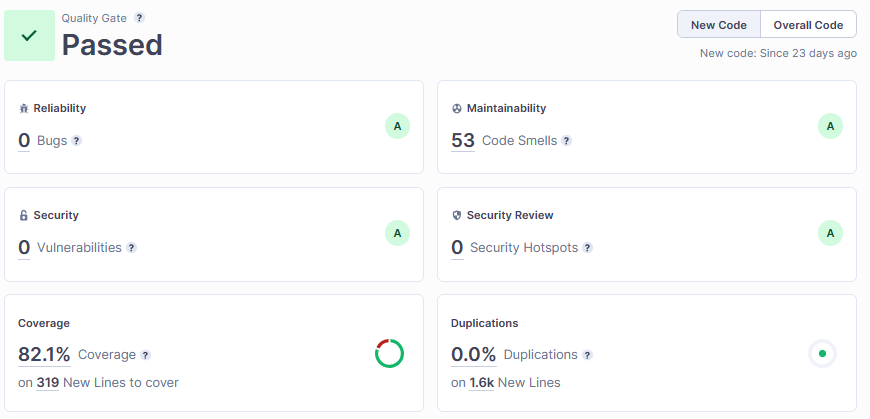 Quality Gate ?
Passed
New Code Overall Code
New code: Since 23 days ago
Reliability
0 Bugs ?
A
Maintainability
53 Code Smells ?
A
Security
0 Vulnerabilities ?
A
Security Review
0 Security Hotspots ?
A
Coverage
82.1% Coverage ?
on 319 New Lines to cover
Duplications
0.0% Duplications ?
on 1.6k New Lines